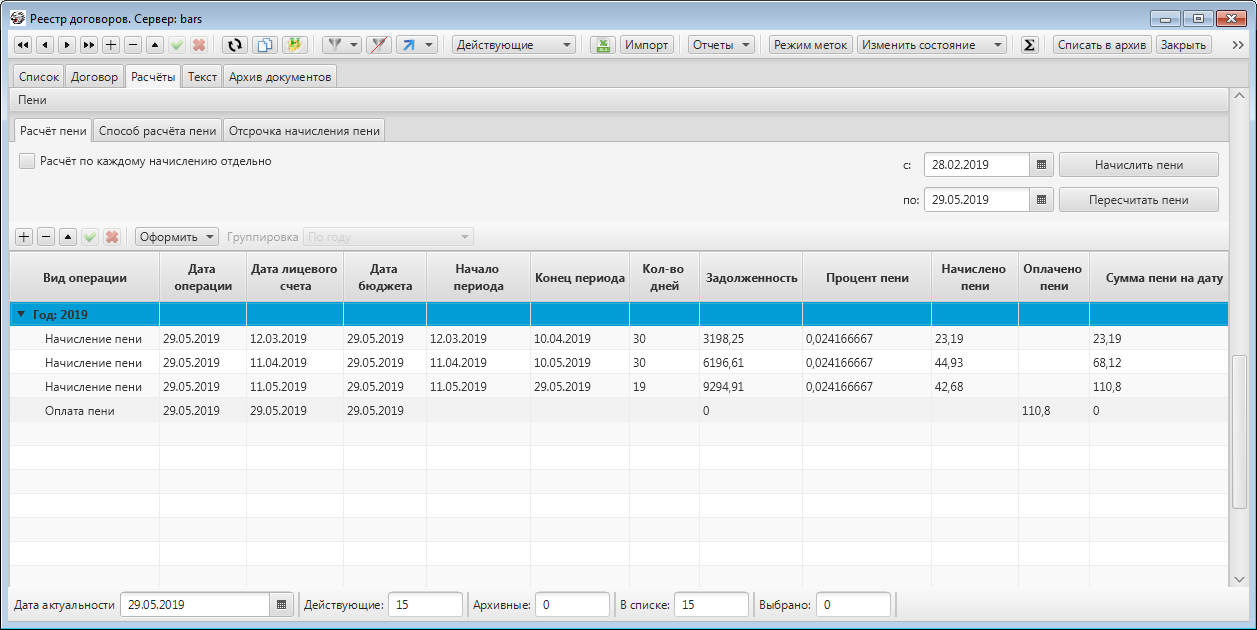 Реестр договоров. Сервер: bars
Действующие Импорт Отчеты Режим меток Изменить состояние Σ Списать в архив Закрыть
Список Договор Расчёты Текст Архив документов
Пени
Расчёт пени Способ расчёта пени Отсрочка начисления пени
Расчёт по каждому начислению отдельно с: 28.02.2019 Начислить пени
по: 29.05.2019 Пересчитать пени
Оформить Группировка По году
Вид операции Дата операции Дата лицевого счета Дата бюджета Начало периода Конец периода Кол-во дней Задолженность Процент пени Начислено пени Оплачено пени Сумма пени на дату
Год: 2019
Начисление пени 29.05.2019 12.03.2019 29.05.2019 12.03.2019 10.04.2019 30 3198,25 0,024166667 23,19 23,19
Начисление пени 29.05.2019 11.04.2019 29.05.2019 11.04.2019 10.05.2019 30 6196,61 0,024166667 44,93 68,12
Начисление пени 29.05.2019 11.05.2019 29.05.2019 11.05.2019 29.05.2019 19 9294,91 0,024166667 42,68 110,8
Оплата пени 29.05.2019 29.05.2019 29.05.2019 0 110,8 0
Дата актуальности 29.05.2019 Действующие: 15 Архивные: 0 В списке: 15 Выбрано: 0